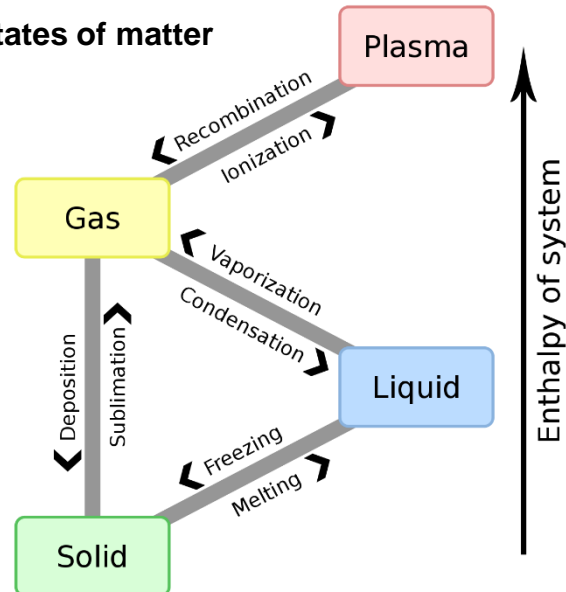 tates of matter
Plasma
Recombination
Ionization
Gas
Vaporization
Condensation
Deposition
Sublimation
Liquid
Freezing
Melting
Solid
Enthalpy of system